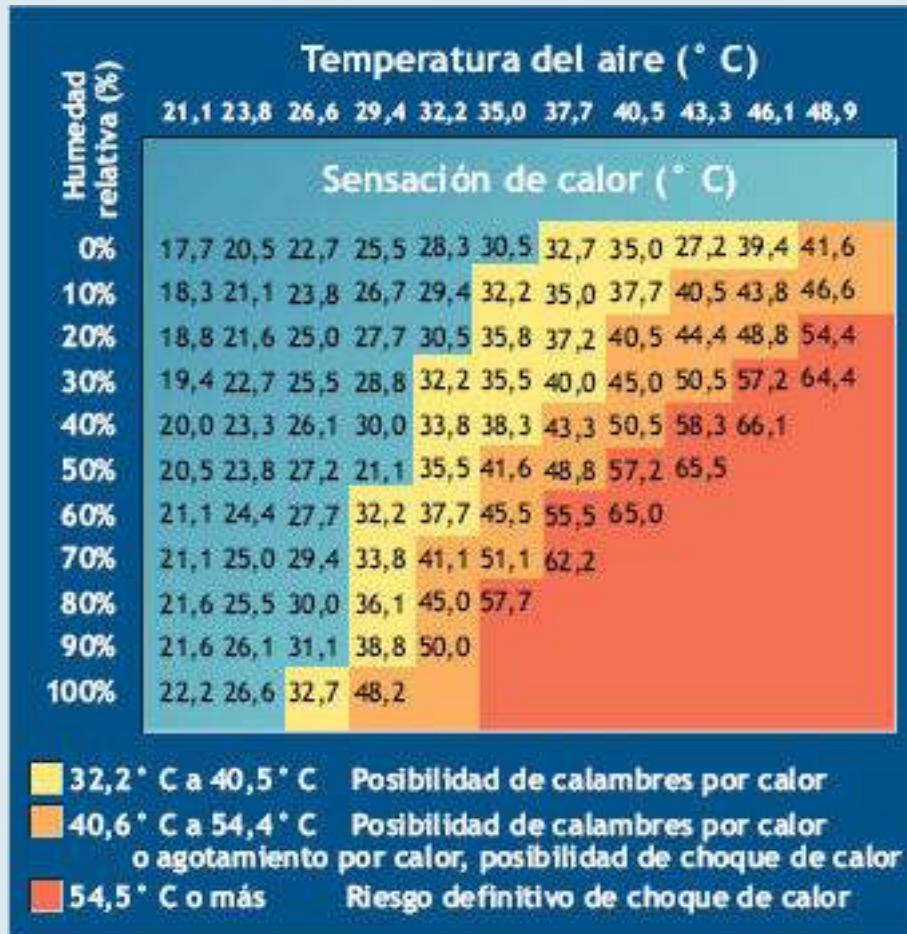 Temperatura del aire (° C)
Humedad
relativa (%)
21,1 23,8 26,6 29,4 32,2 35,0 37,7 40,5 43,3 46,1 48,9
Sensación de calor (° C)
0% 17,7 20,5 22,7 25,5 28,3 30,5 32,7 35,0 27,2 39,4 41,6
10% 18,3 21,1 23,8 26,7 29,4 32,2 35,0 37,7 40,5 43,8 46,6
20% 18,8 21,6 25,0 27,7 30,5 35,8 37,2 40,5 44,4 48,8 54,4
30% 19,4 22,7 25,5 28,8 32,2 35,5 40,0 45,0 50,5 57,2 64,4
40% 20,0 23,3 26,1 30,0 33,8 38,3 43,3 50,5 58,3 66,1
50% 20,5 23,8 27,2 21,1 35,5 41,6 48,8 57,2 65,5
60% 21,1 24,4 27,7 32,2 37,7 45,5 55,5 65,0
70% 21,1 25,0 29,4 33,8 41,1 51,1 62,2
80% 21,6 25,5 30,0 36,1 45,0 57,7
90% 21,6 26,1 31,1 38,8 50,0
100% 22,2 26,6 32,7 48,2
32,2° C a 40,5° C Posibilidad de calambres por calor
40,6° C a 54,4° C Posibilidad de calambres por calor
o agotamiento por calor, posibilidad de choque de calor
54,5° C o más Riesgo definitivo de choque de calor